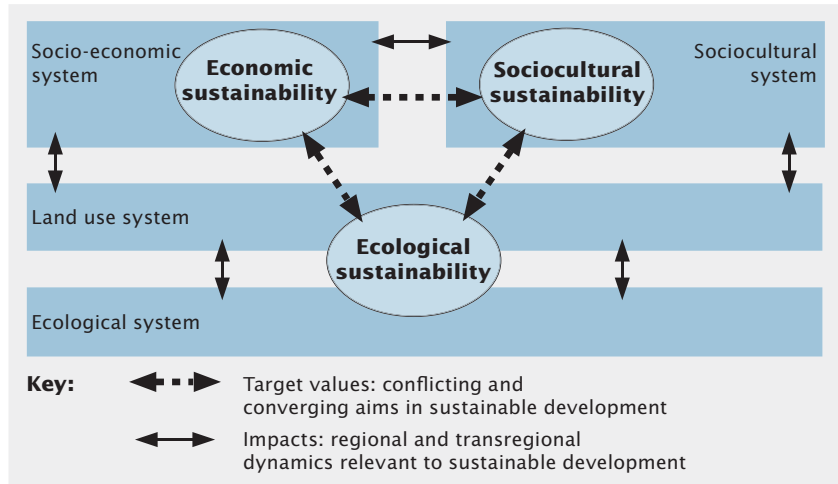 Socio-economic
system
Economic
sustainability
Sociocultural
sustainability
Sociocultural
system
Land use system
Ecological
sustainability
Ecological system
Key:
Target values: conflicting and
converging aims in sustainable development
Impacts: regional and transregional
dynamics relevant to sustainable development